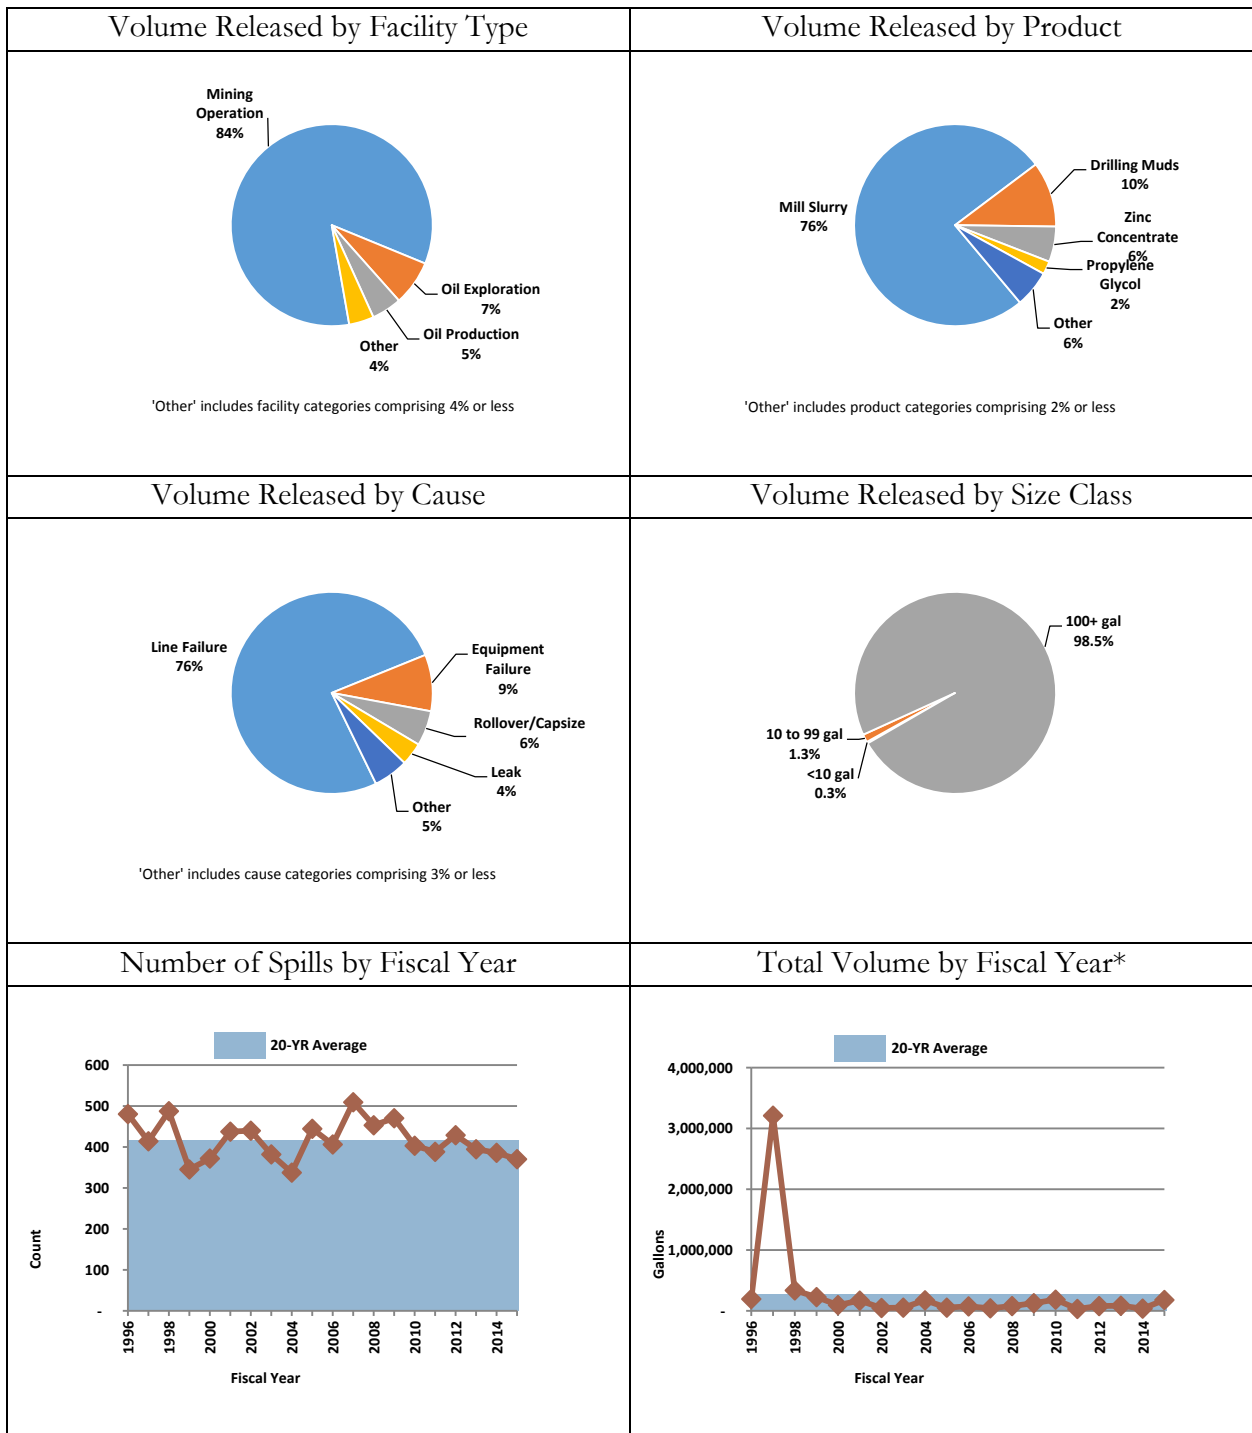 Volume Released by Facility Type
Volume Released by Product
Mining
Operation
84%
Oil Exploration
7%
Oil Production
5%
Other
4%
'Other' includes facility categories comprising 4% or less
Mill Slurry
76%
Drilling Muds
10%
Zinc
Concentrate
6%
Propylene
Glycol
2%
Other
6%
'Other' includes product categories comprising 2% or less
Volume Released by Cause
Volume Released by Size Class
Line Failure
76%
Equipment
Failure
9%
Rollover/Capsize
6%
Leak
4%
Other
5%
'Other' includes cause categories comprising 3% or less
100+ gal
98.5%
10 to 99 gal
1.3%
<10 gal
0.3%
Number of Spills by Fiscal Year
Total Volume by Fiscal Year*
20-YR Average
600
500
400
300
200
100
-
Count
1996
1998
2000
2002
2004
2006
2008
2010
2012
2014
Fiscal Year
20-YR Average
4,000,000
3,000,000
2,000,000
1,000,000
-
Gallons
1996
1998
2000
2002
2004
2006
2008
2010
2012
2014
Fiscal Year